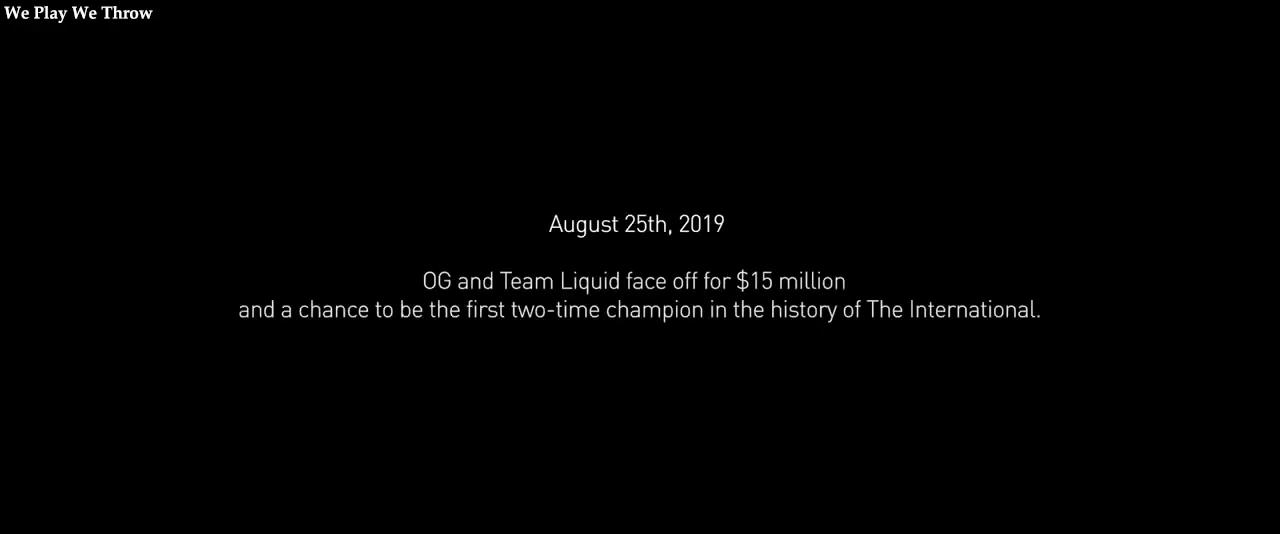 We Play We Throw
August 25th, 2019
OG and Team Liquid face off for $15 million
and a chance to be the first two-time champion in the history of The International.